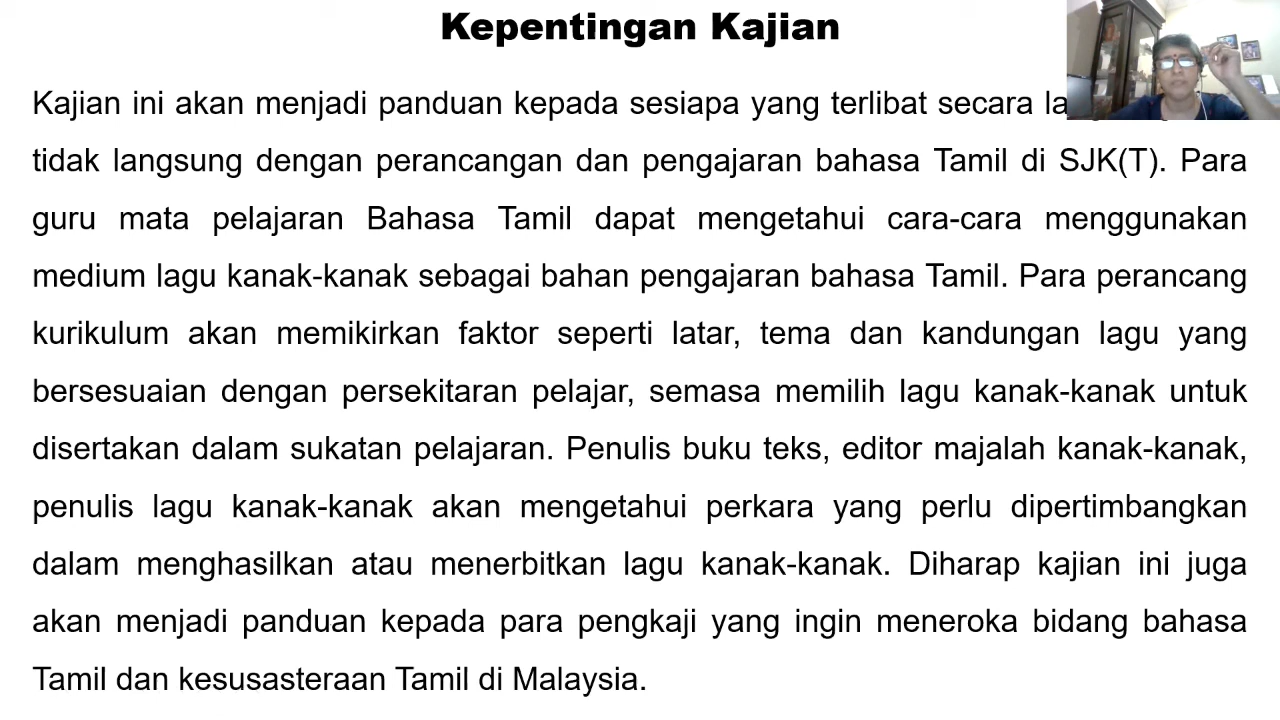 Kepentingan Kajian
Kajian ini akan menjadi panduan kepada sesiapa yang terlibat secara
tidak langsung dengan perancangan dan pengajaran bahasa Tamil di SJK(T). Para
guru mata pelajaran Bahasa Tamil dapat mengetahui cara-cara menggunakan
medium lagu kanak-kanak sebagai bahan pengajaran bahasa Tamil. Para perancang
kurikulum akan memikirkan faktor seperti latar, tema dan kandungan lagu yang
bersesuaian dengan persekitaran pelajar, semasa memilih lagu kanak-kanak untuk
disertakan dalam sukatan pelajaran. Penulis buku teks, editor majalah kanak-kanak,
penulis lagu kanak-kanak akan mengetahui perkara yang perlu dipertimbangkan
dalam menghasilkan atau menerbitkan lagu kanak-kanak. Diharap kajian ini juga
akan menjadi panduan kepada para pengkaji yang ingin meneroka bidang bahasa
Tamil dan kesusasteraan Tamil di Malaysia.